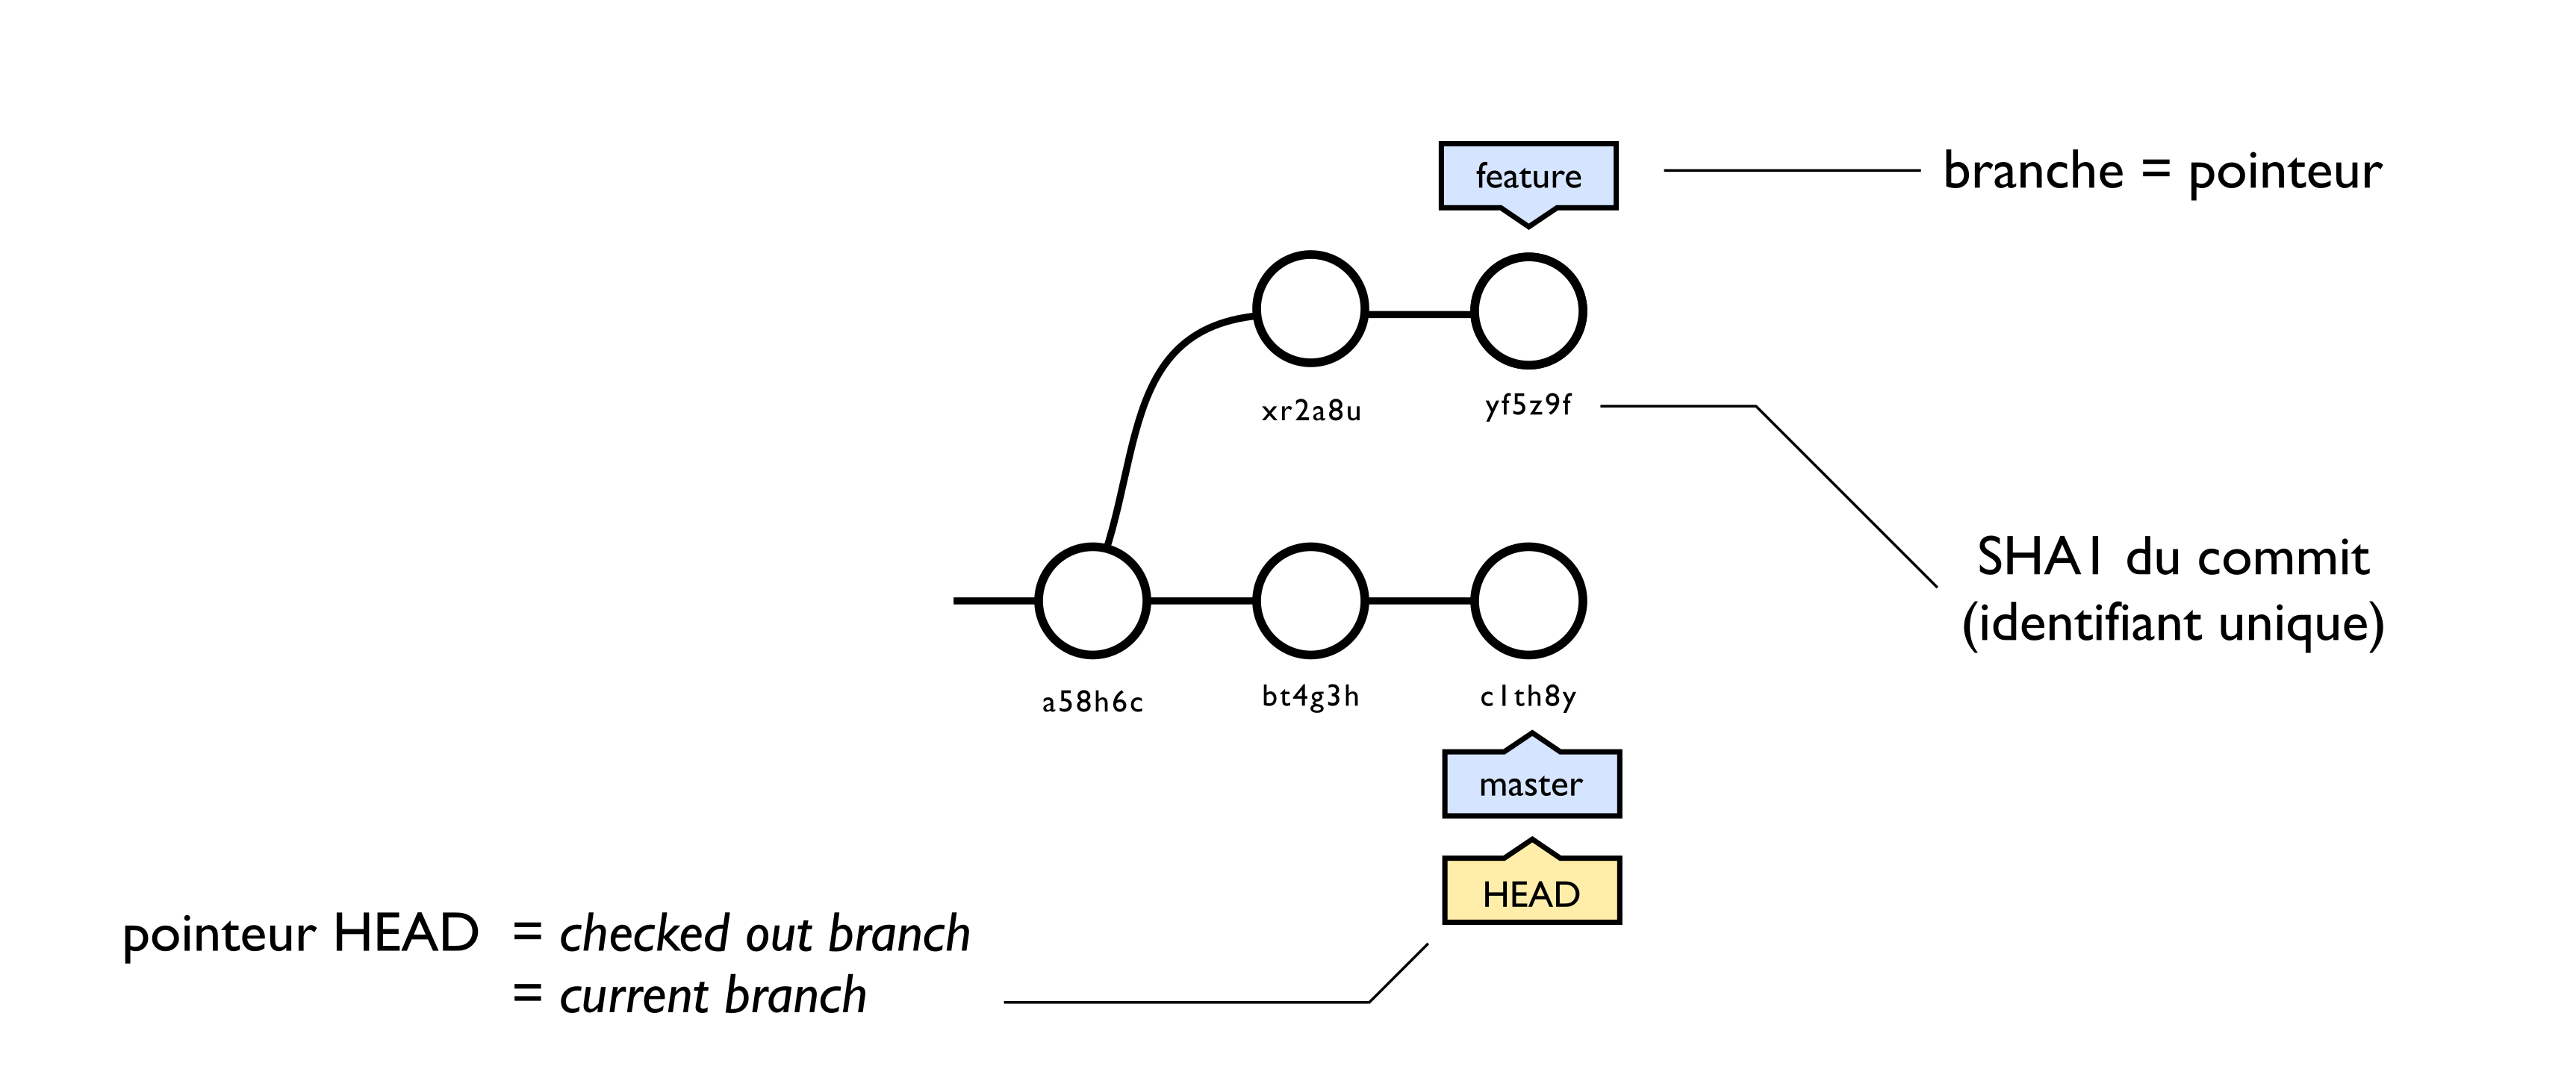 feature
branche = pointeur
xr2a8u
yf5z9f
SHA1 du commit
(identifiant unique)
a58h6c
bt4g3h
c1th8y
master
HEAD
pointeur HEAD = checked out branch
= current branch